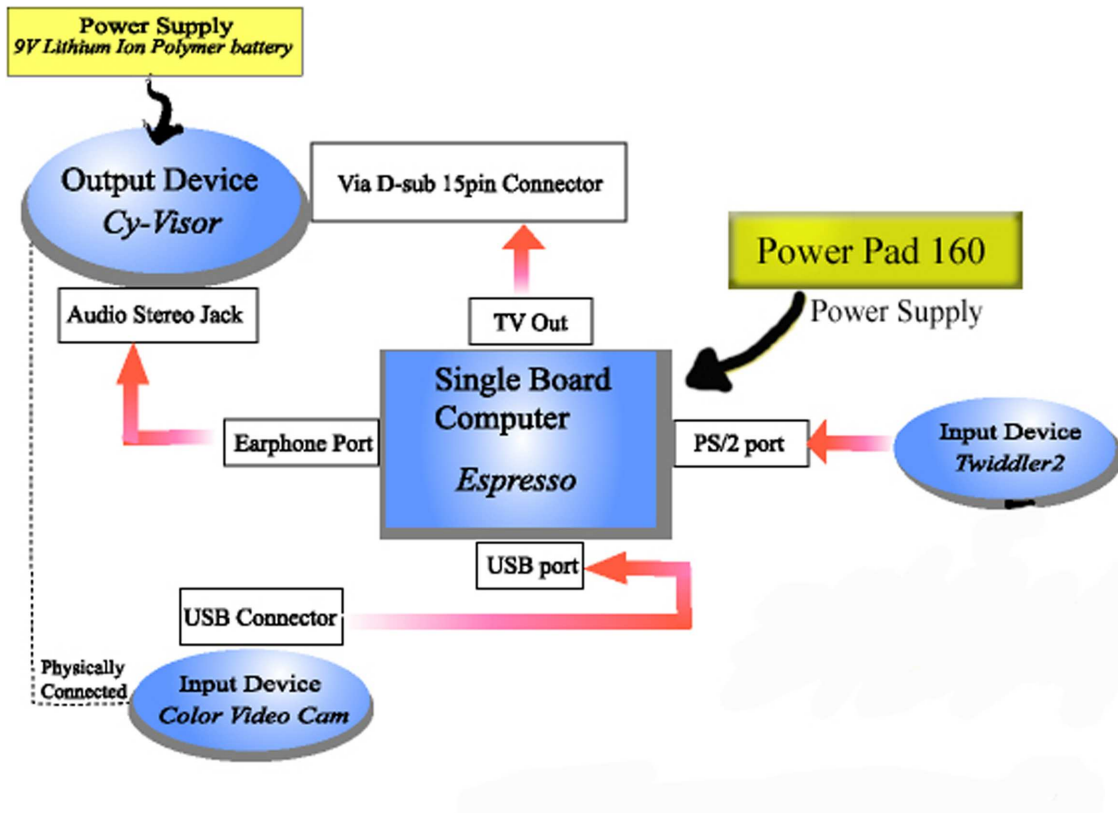 Power Supply
9V Lithium Ion Polymer battery
Output Device
Cy-Visor
Via D-sub 15pin Connector
Power Pad 160
Power Supply
Audio Stereo Jack
TV Out
Single Board
Computer
Espresso
Earphone Port
PS/2 port
Input Device
Twiddler2
USB port
USB Connector
Physically
Connected
Input Device
Color Video Cam